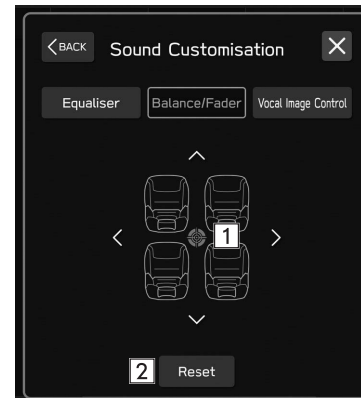 BACK Sound Customisation
Equaliser Balance/Fader Vocal Image Control
1
2 Reset